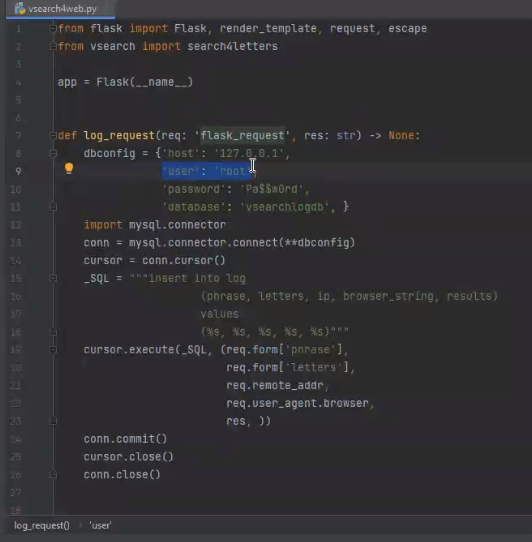 vsearch4web.py
1 from flask import Flask, render_template, request, escape
2 from vsearch import search4letters
3
4 app = Flask(__name__)
5
6
7 def log_request(req: 'flask_request', res: str) -> None:
8 dbconfig = {'host': '127.0.0.1',
9 'user': 'root',
10 'password': 'Pa$$w0rd',
11 'database': 'vsearchlogdb', }
12 import mysql.connector
13 conn = mysql.connector.connect(**dbconfig)
14 cursor = conn.cursor()
15 _SQL = """insert into log
16 (phrase, letters, ip, browser_string, results)
17 values
18 (%s, %s, %s, %s, %s)"""
19 cursor.execute(_SQL, (req.form['phrase'],
20 req.form['letters'],
21 req.remote_addr,
22 req.user_agent.browser,
23 res, ))
24 conn.commit()
25 cursor.close()
26 conn.close()
27
28
log_request() › 'user'